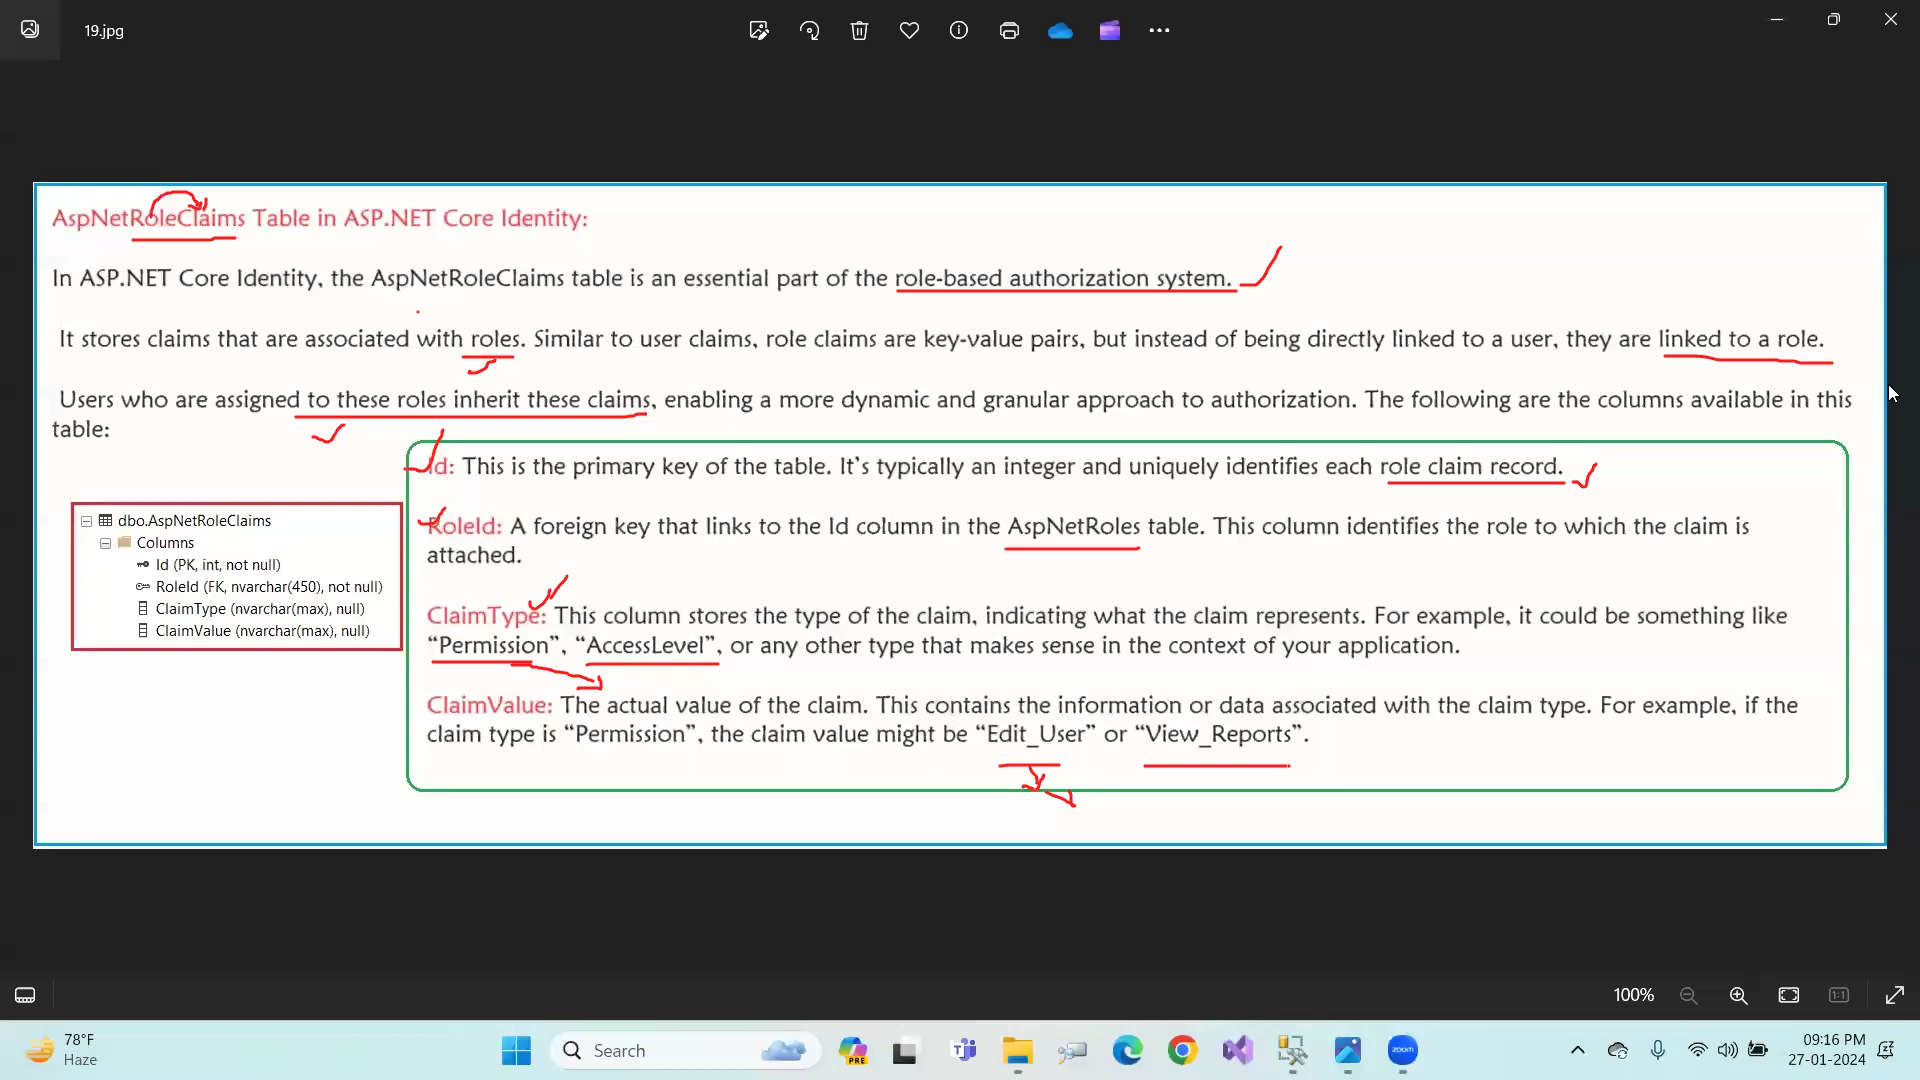 19.jpg
AspNetRoleClaims Table in ASP.NET Core Identity:
In ASP.NET Core Identity, the AspNetRoleClaims table is an essential part of the role-based authorization system.
It stores claims that are associated with roles. Similar to user claims, role claims are key-value pairs, but instead of being directly linked to a user, they are linked to a role.
Users who are assigned to these roles inherit these claims, enabling a more dynamic and granular approach to authorization. The following are the columns available in this
table:
Id: This is the primary key of the table. It’s typically an integer and uniquely identifies each role claim record.
RoleId: A foreign key that links to the Id column in the AspNetRoles table. This column identifies the role to which the claim is
attached.
ClaimType: This column stores the type of the claim, indicating what the claim represents. For example, it could be something like
“Permission”, “AccessLevel”, or any other type that makes sense in the context of your application.
ClaimValue: The actual value of the claim. This contains the information or data associated with the claim type. For example, if the
claim type is “Permission”, the claim value might be “Edit_User” or “View_Reports”.
dbo.AspNetRoleClaims
Columns
Id (PK, int, not null)
RoleId (FK, nvarchar(450), not null)
ClaimType (nvarchar(max), null)
ClaimValue (nvarchar(max), null)
100%
1:1
78°F
Haze
Search
PRE
zoom
09:16 PM
27-01-2024